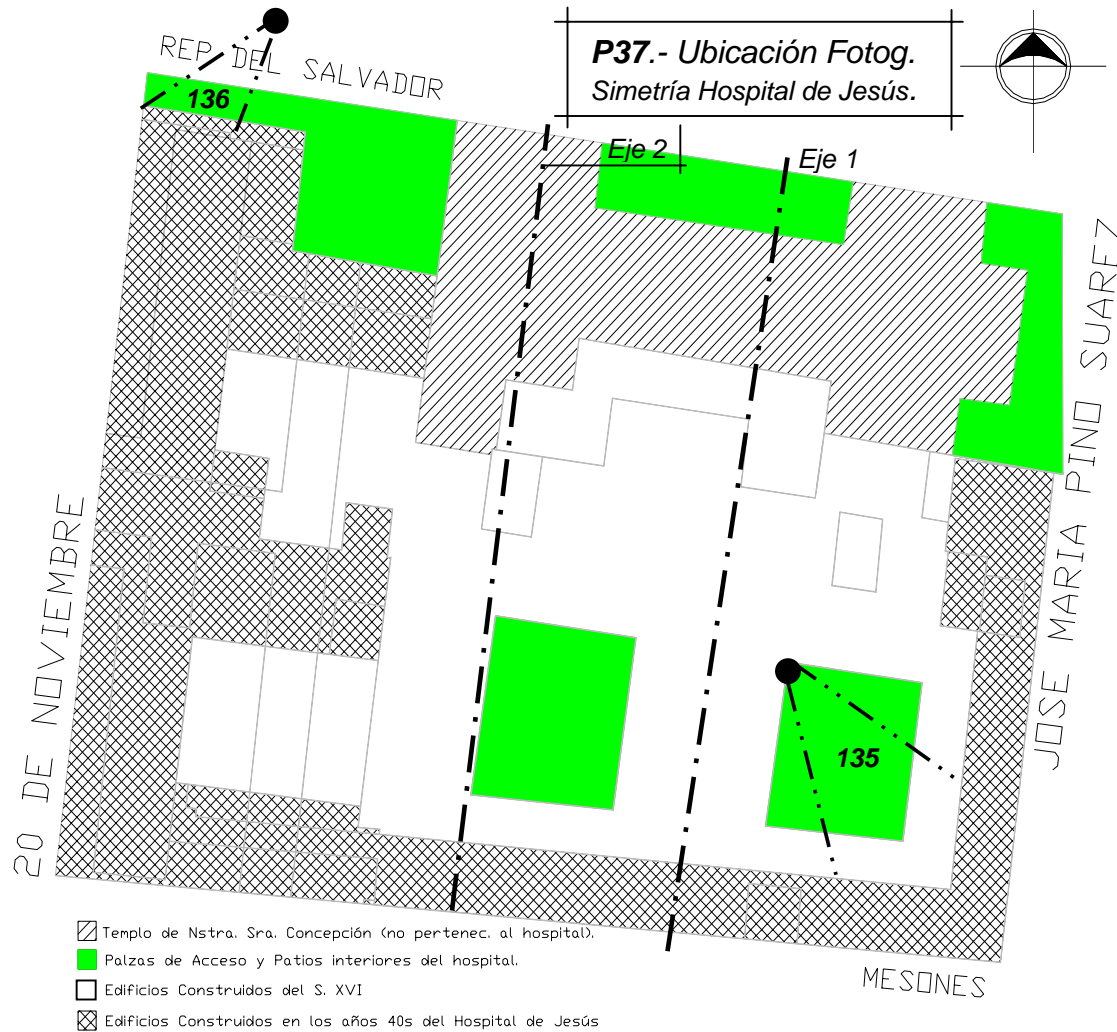 P37.- Ubicación Fotog.
Simetría Hospital de Jesús.
REP DEL SALVADOR
136
Eje 2
Eje 1
JOSE MARIA PINO SUAREZ
20 DE NOVIEMBRE
135
MESONES
Templo de Nstra. Sra. Concepción (no pertenec. al hospital).
Palzas de Acceso y Patios interiores del hospital.
Edificios Construidos del S. XVI
Edificios Construidos en los años 40s del Hospital de Jesús